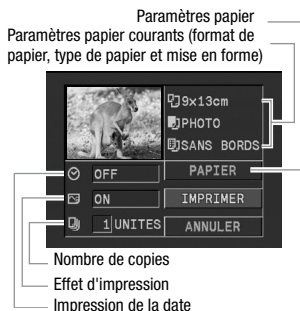 Paramètres papier
Paramètres papier courants (format de
papier, type de papier et mise en forme)
9x13cm
PHOTO
SANS BORDS
OFF
PAPIER
ON
IMPRIMER
1 UNITES
ANNULER
Nombre de copies
Effet d'impression
Impression de la date